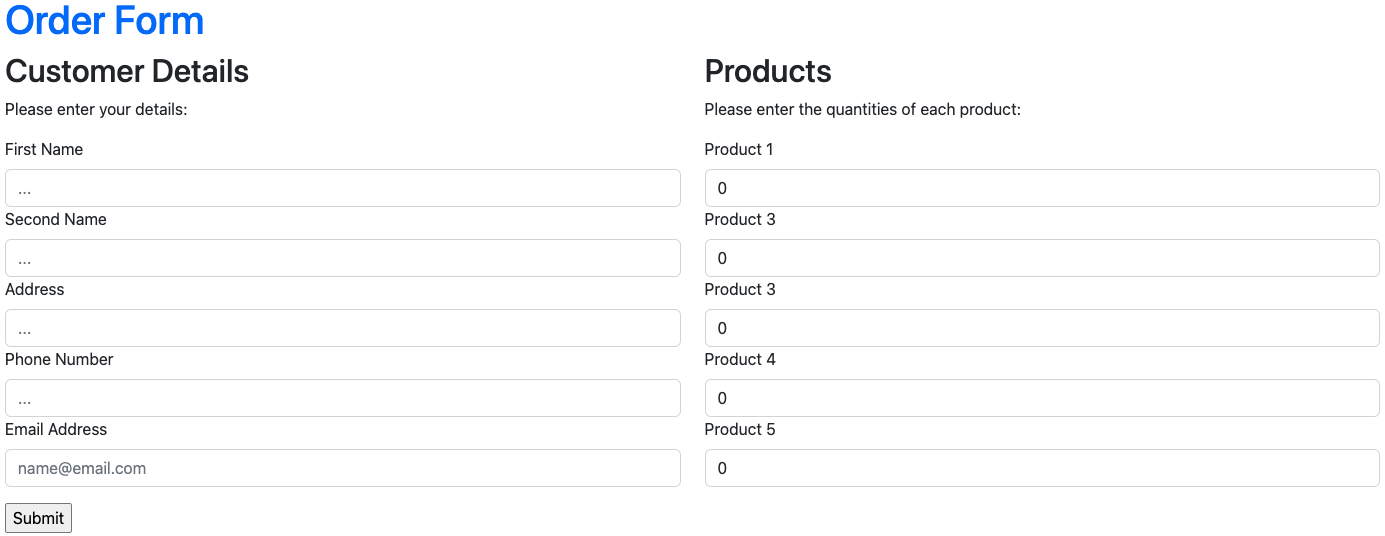 Order Form
Customer Details
Please enter your details:
First Name
...
Second Name
...
Address
...
Phone Number
...
Email Address
name@email.com
Submit
Products
Please enter the quantities of each product:
Product 1
0
Product 3
0
Product 3
0
Product 4
0
Product 5
0